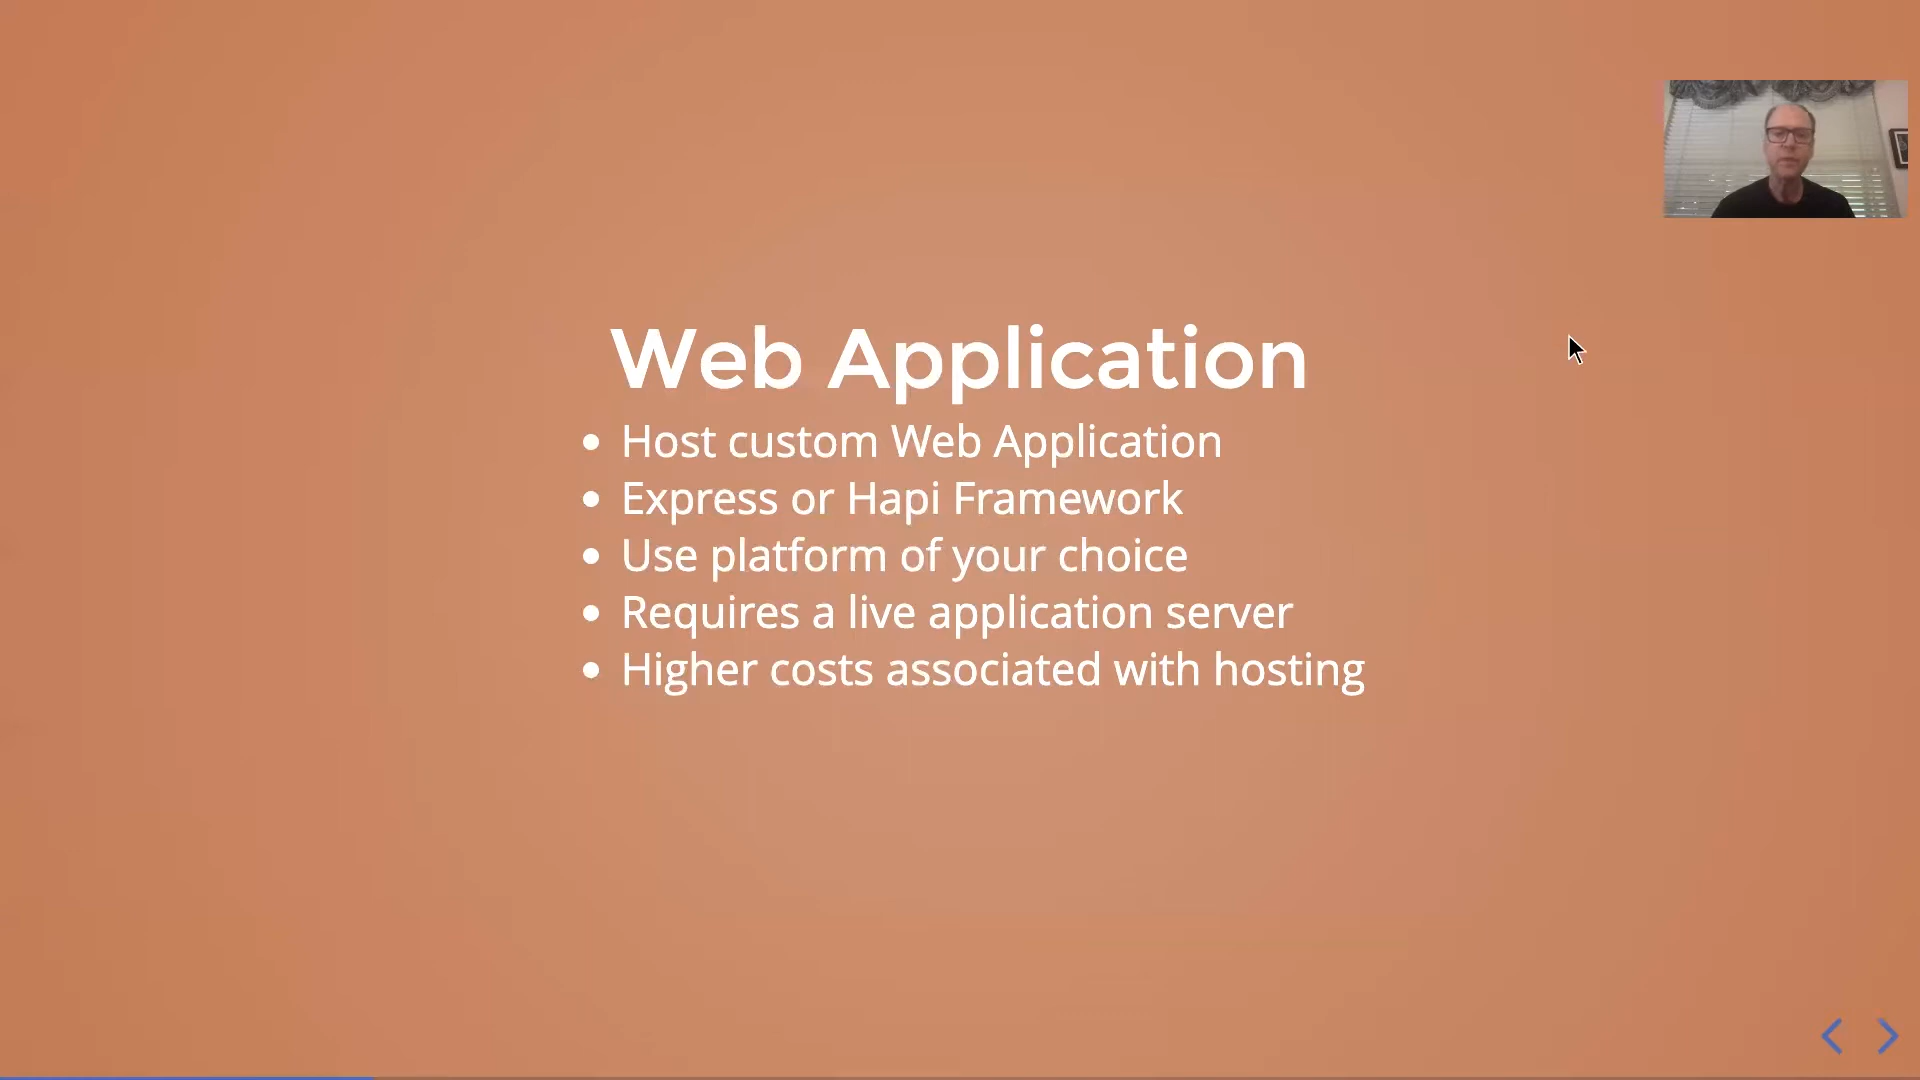 Web Application
Host custom Web Application
Express or Hapi Framework
Use platform of your choice
Requires a live application server
Higher costs associated with hosting